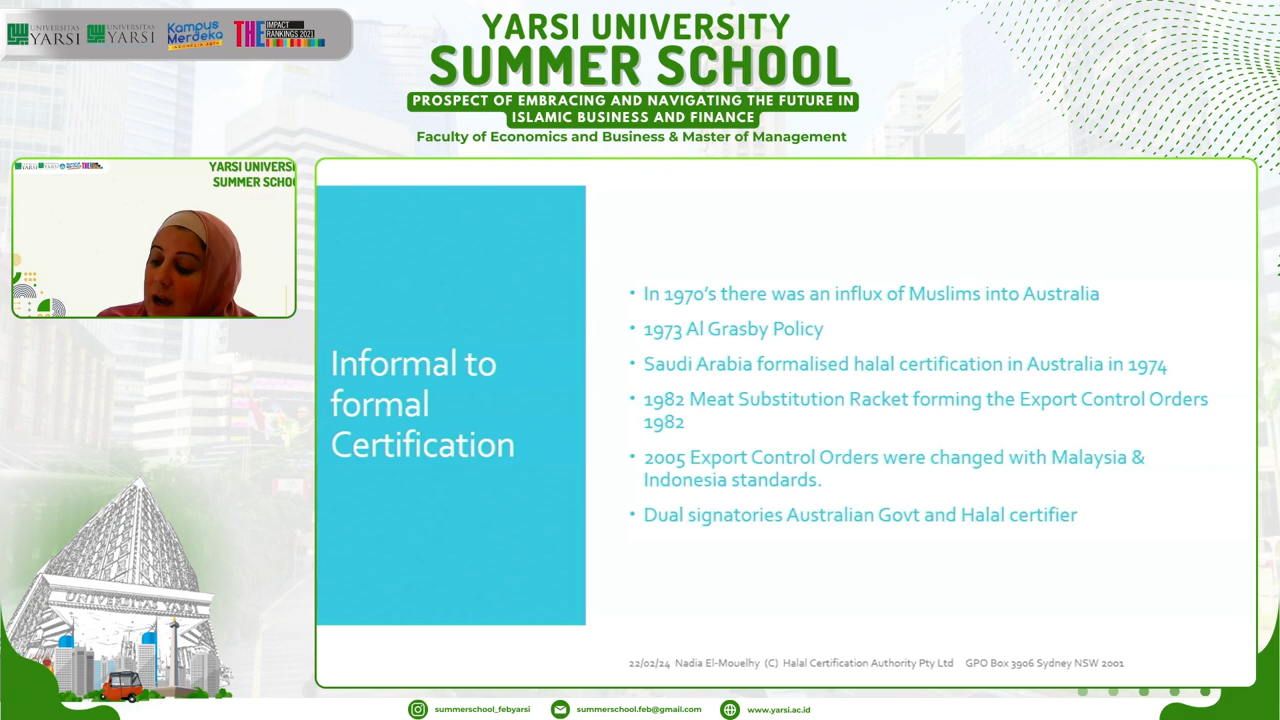 UNIVERSITAS
YARSI
UNIVERSITAS
YARSI
Kampus
Merdeka
INDONESIA JAYA
THE
IMPACT
RANKINGS 2021
YARSI UNIVERSITY
SUMMER SCHOOL
PROSPECT OF EMBRACING AND NAVIGATING THE FUTURE IN
ISLAMIC BUSINESS AND FINANCE
Faculty of Economics and Business & Master of Management
YARSI UNIVERSI
SUMMER SCHOO
Informal to
formal
Certification
• In 1970's there was an influx of Muslims into Australia
• 1973 Al Grasby Policy
• Saudi Arabia formalised halal certification in Australia in 1974
• 1982 Meat Substitution Racket forming the Export Control Orders
1982
• 2005 Export Control Orders were changed with Malaysia &
Indonesia standards.
• Dual signatories Australian Govt and Halal certifier
22/02/24 Nadia El-Mouelhy (C) Halal Certification Authority Pty Ltd GPO Box 3906 Sydney NSW 2001
UNIVERSITAS YARSI
summerschool_febyarsi
summerschool.feb@gmail.com
www.yarsi.ac.id